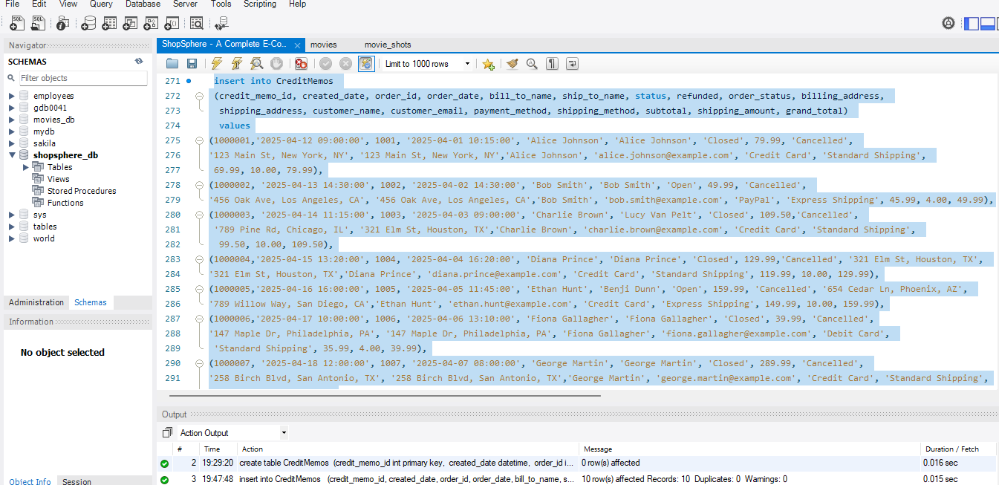 File Edit View Query Database Server Tools Scripting Help
Navigator
SCHEMAS
Filter objects
employees
gdb0041
movies_db
mydb
sakila
shopsphere_db
Tables
Views
Stored Procedures
Functions
sys
tables
world
Administration Schemas
Information
No object selected
Object Info Session
ShopSphere - A Complete E-Co... movies movie_shots
Limit to 1000 rows
271 insert into CreditMemos
272 (credit_memo_id, created_date, order_id, order_date, bill_to_name, ship_to_name, status, refunded, order_status, billing_address,
273 shipping_address, customer_name, customer_email, payment_method, shipping_method, subtotal, shipping_amount, grand_total)
274 values
275 (1000001,'2025-04-12 09:00:00', 1001, '2025-04-01 10:15:00', 'Alice Johnson', 'Alice Johnson', 'Closed', 79.99, 'Cancelled',
276 '123 Main St, New York, NY', '123 Main St, New York, NY','Alice Johnson', 'alice.johnson@example.com', 'Credit Card', 'Standard Shipping',
277 69.99, 10.00, 79.99),
278 (1000002, '2025-04-13 14:30:00', 1002, '2025-04-02 14:30:00', 'Bob Smith', 'Bob Smith', 'Open', 49.99, 'Cancelled',
279 '456 Oak Ave, Los Angeles, CA', '456 Oak Ave, Los Angeles, CA','Bob Smith', 'bob.smith@example.com', 'PayPal', 'Express Shipping', 45.99, 4.00, 49.99),
280 (1000003, '2025-04-14 11:15:00', 1003, '2025-04-03 09:00:00', 'Charlie Brown', 'Lucy Van Pelt', 'Closed', 109.50,'Cancelled',
281 '789 Pine Rd, Chicago, IL', '321 Elm St, Houston, TX','Charlie Brown', 'charlie.brown@example.com', 'Credit Card', 'Standard Shipping',
282 99.50, 10.00, 109.50),
283 (1000004,'2025-04-15 13:20:00', 1004, '2025-04-04 16:20:00', 'Diana Prince', 'Diana Prince', 'Closed', 129.99,'Cancelled', '321 Elm St, Houston, TX',
284 '321 Elm St, Houston, TX','Diana Prince', 'diana.prince@example.com', 'Credit Card', 'Standard Shipping', 119.99, 10.00, 129.99),
285 (1000005,'2025-04-16 16:00:00', 1005, '2025-04-05 11:45:00', 'Ethan Hunt', 'Benji Dunn', 'Open', 159.99, 'Cancelled', '654 Cedar Ln, Phoenix, AZ',
286 '789 Willow Way, San Diego, CA','Ethan Hunt', 'ethan.hunt@example.com', 'Credit Card', 'Express Shipping', 149.99, 10.00, 159.99),
287 (1000006,'2025-04-17 10:00:00', 1006, '2025-04-06 13:10:00', 'Fiona Gallagher', 'Fiona Gallagher', 'Closed', 39.99, 'Cancelled',
288 '147 Maple Dr, Philadelphia, PA', '147 Maple Dr, Philadelphia, PA', 'Fiona Gallagher', 'fiona.gallagher@example.com', 'Debit Card',
289 'Standard Shipping', 35.99, 4.00, 39.99),
290 (1000007, '2025-04-18 12:00:00', 1007, '2025-04-07 08:00:00', 'George Martin', 'George Martin', 'Closed', 289.99, 'Cancelled',
291 '258 Birch Blvd, San Antonio, TX', '258 Birch Blvd, San Antonio, TX','George Martin', 'george.martin@example.com', 'Credit Card', 'Standard Shipping',
Output
Action Output
# Time Action Message Duration / Fetch
2 19:29:20 create table CreditMemos (credit_memo_id int primary key, created_date datetime, order_id i... 0 row(s) affected 0.016 sec
3 19:47:48 insert into CreditMemos (credit_memo_id, created_date, order_id, order_date, bill_to_name, s... 10 row(s) affected Records: 10 Duplicates: 0 Warnings: 0 0.015 sec